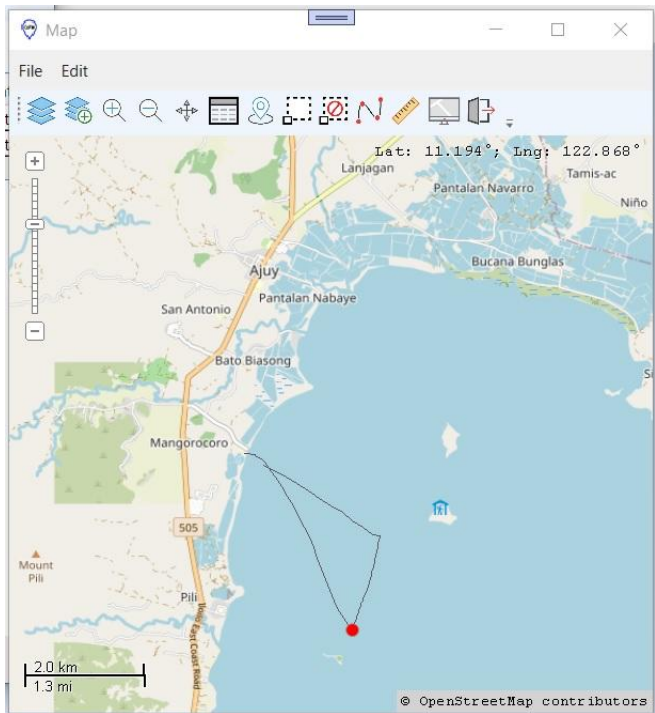 Map
File Edit
Lat: 11.194°; Lng: 122.868°
Lanjagan
Tamis-ac
Pantalan Navarro
Niño
Bucana Bunglas
Ajuy
Pantalan Nabaye
San Antonio
Bato Biasong
Si
Mangorocoro
505
Mount
Pili
Pili
Iloilo East Coast Road
2.0 km
1.3 mi
© OpenStreetMap contributors